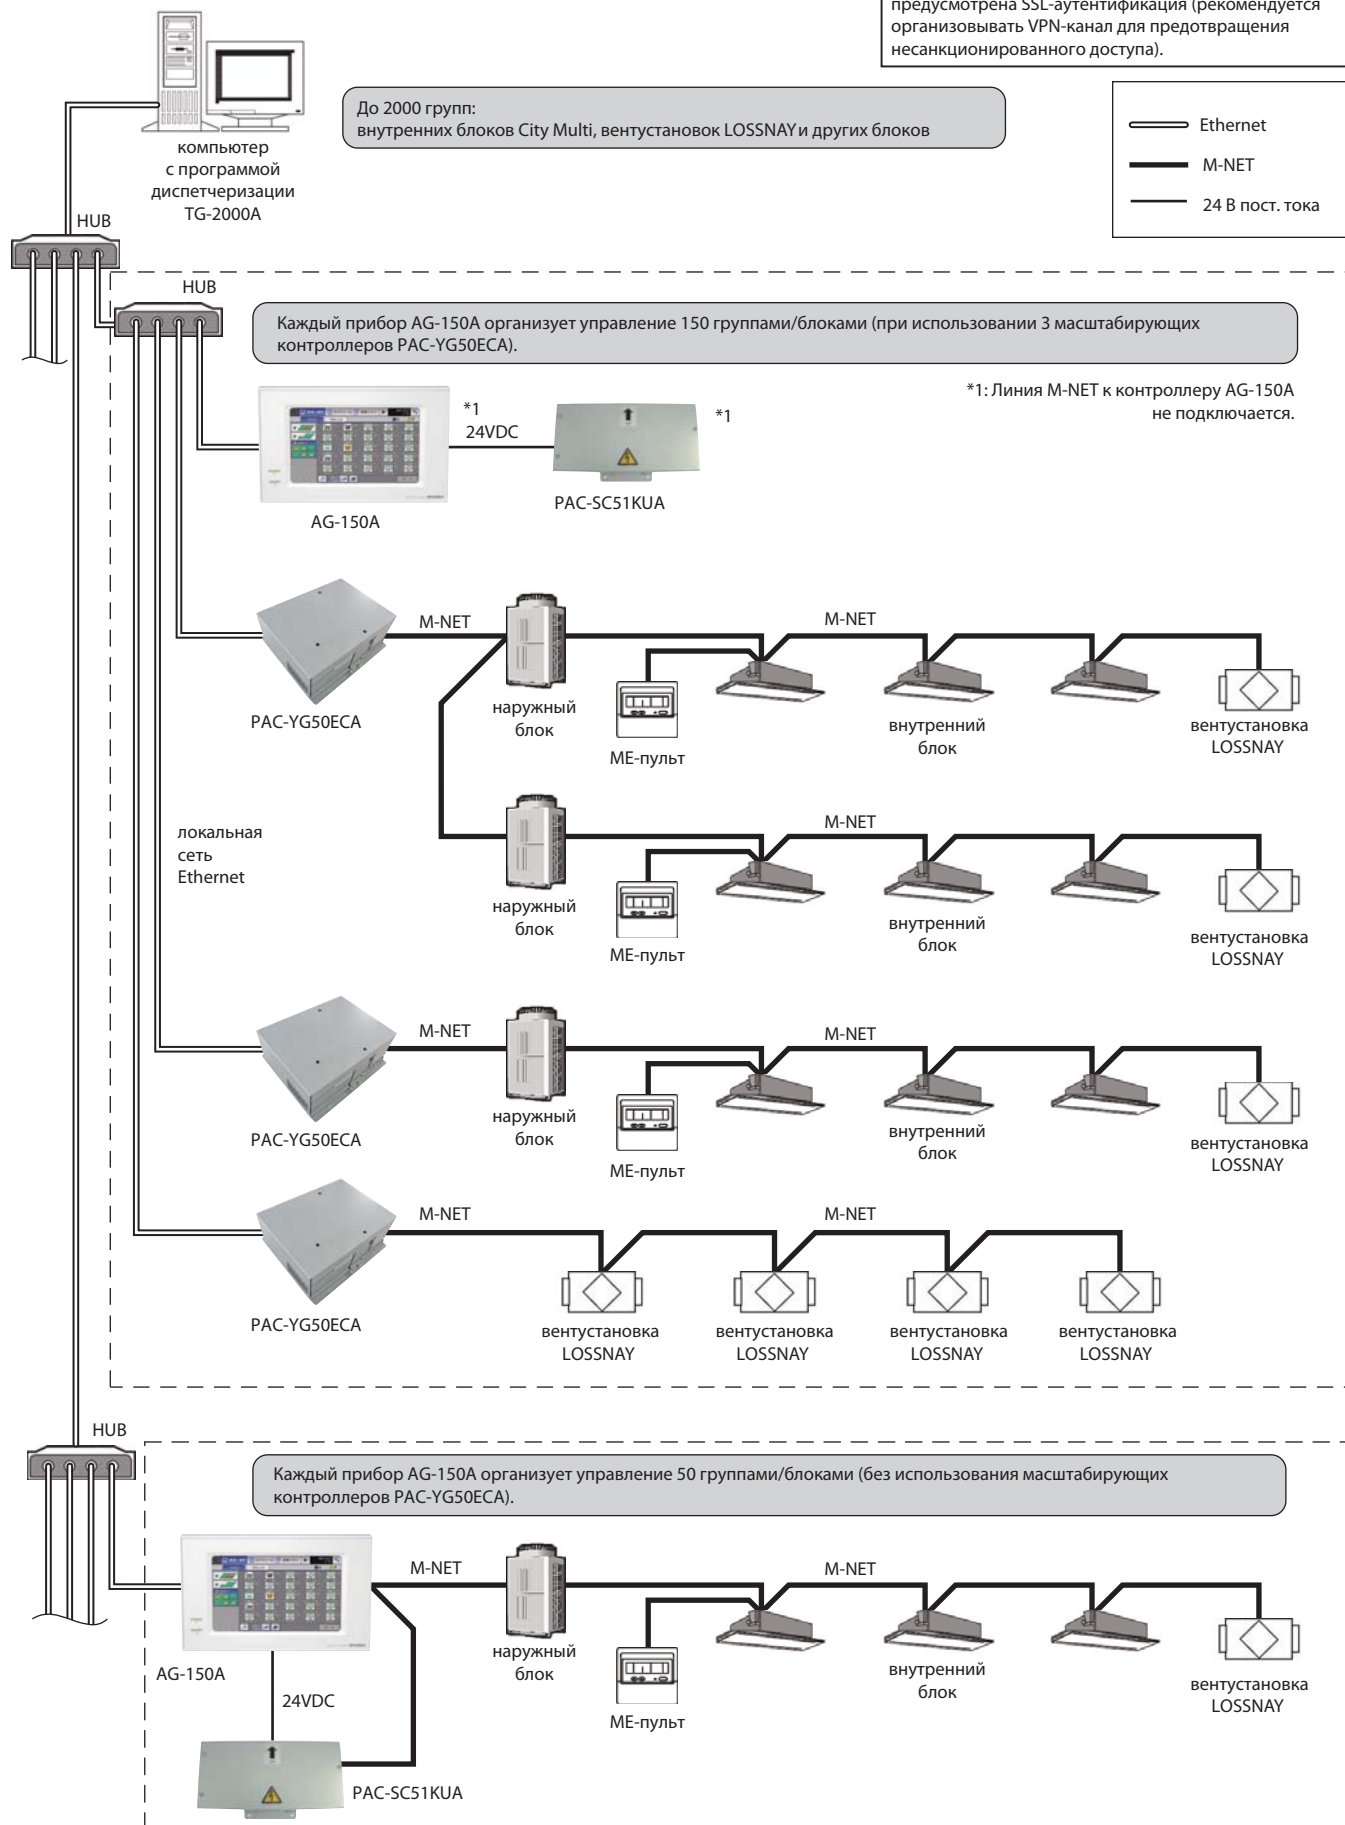 предусмотрена SSL-аутентификация (рекомендуется
организовывать VPN-канал для предотвращения
несанкционированного доступа).
До 2000 групп:
внутренних блоков City Multi, вентустановок LOSSNAY и других блоков
Ethernet
M-NET
24 В пост. тока
компьютер
с программой
диспетчеризации
TG-2000A
HUB
HUB
Каждый прибор AG-150A организует управление 150 группами/блоками (при использовании 3 масштабирующих
контроллеров PAC-YG50ECA).
*1: Линия M-NET к контроллеру AG-150A
не подключается.
*1
24VDC
*1
AG-150A
PAC-SC51KUA
M-NET
M-NET
PAC-YG50ECA
наружный
блок
МЕ-пульт
внутренний
блок
вентустановка
LOSSNAY
локальная
сеть
Ethernet
M-NET
наружный
блок
МЕ-пульт
внутренний
блок
вентустановка
LOSSNAY
M-NET
M-NET
PAC-YG50ECA
наружный
блок
МЕ-пульт
внутренний
блок
вентустановка
LOSSNAY
M-NET
M-NET
PAC-YG50ECA
вентустановка
LOSSNAY
вентустановка
LOSSNAY
вентустановка
LOSSNAY
вентустановка
LOSSNAY
HUB
Каждый прибор AG-150A организует управление 50 группами/блоками (без использования масштабирующих
контроллеров PAC-YG50ECA).
M-NET
M-NET
AG-150A
наружный
блок
МЕ-пульт
внутренний
блок
вентустановка
LOSSNAY
24VDC
PAC-SC51KUA